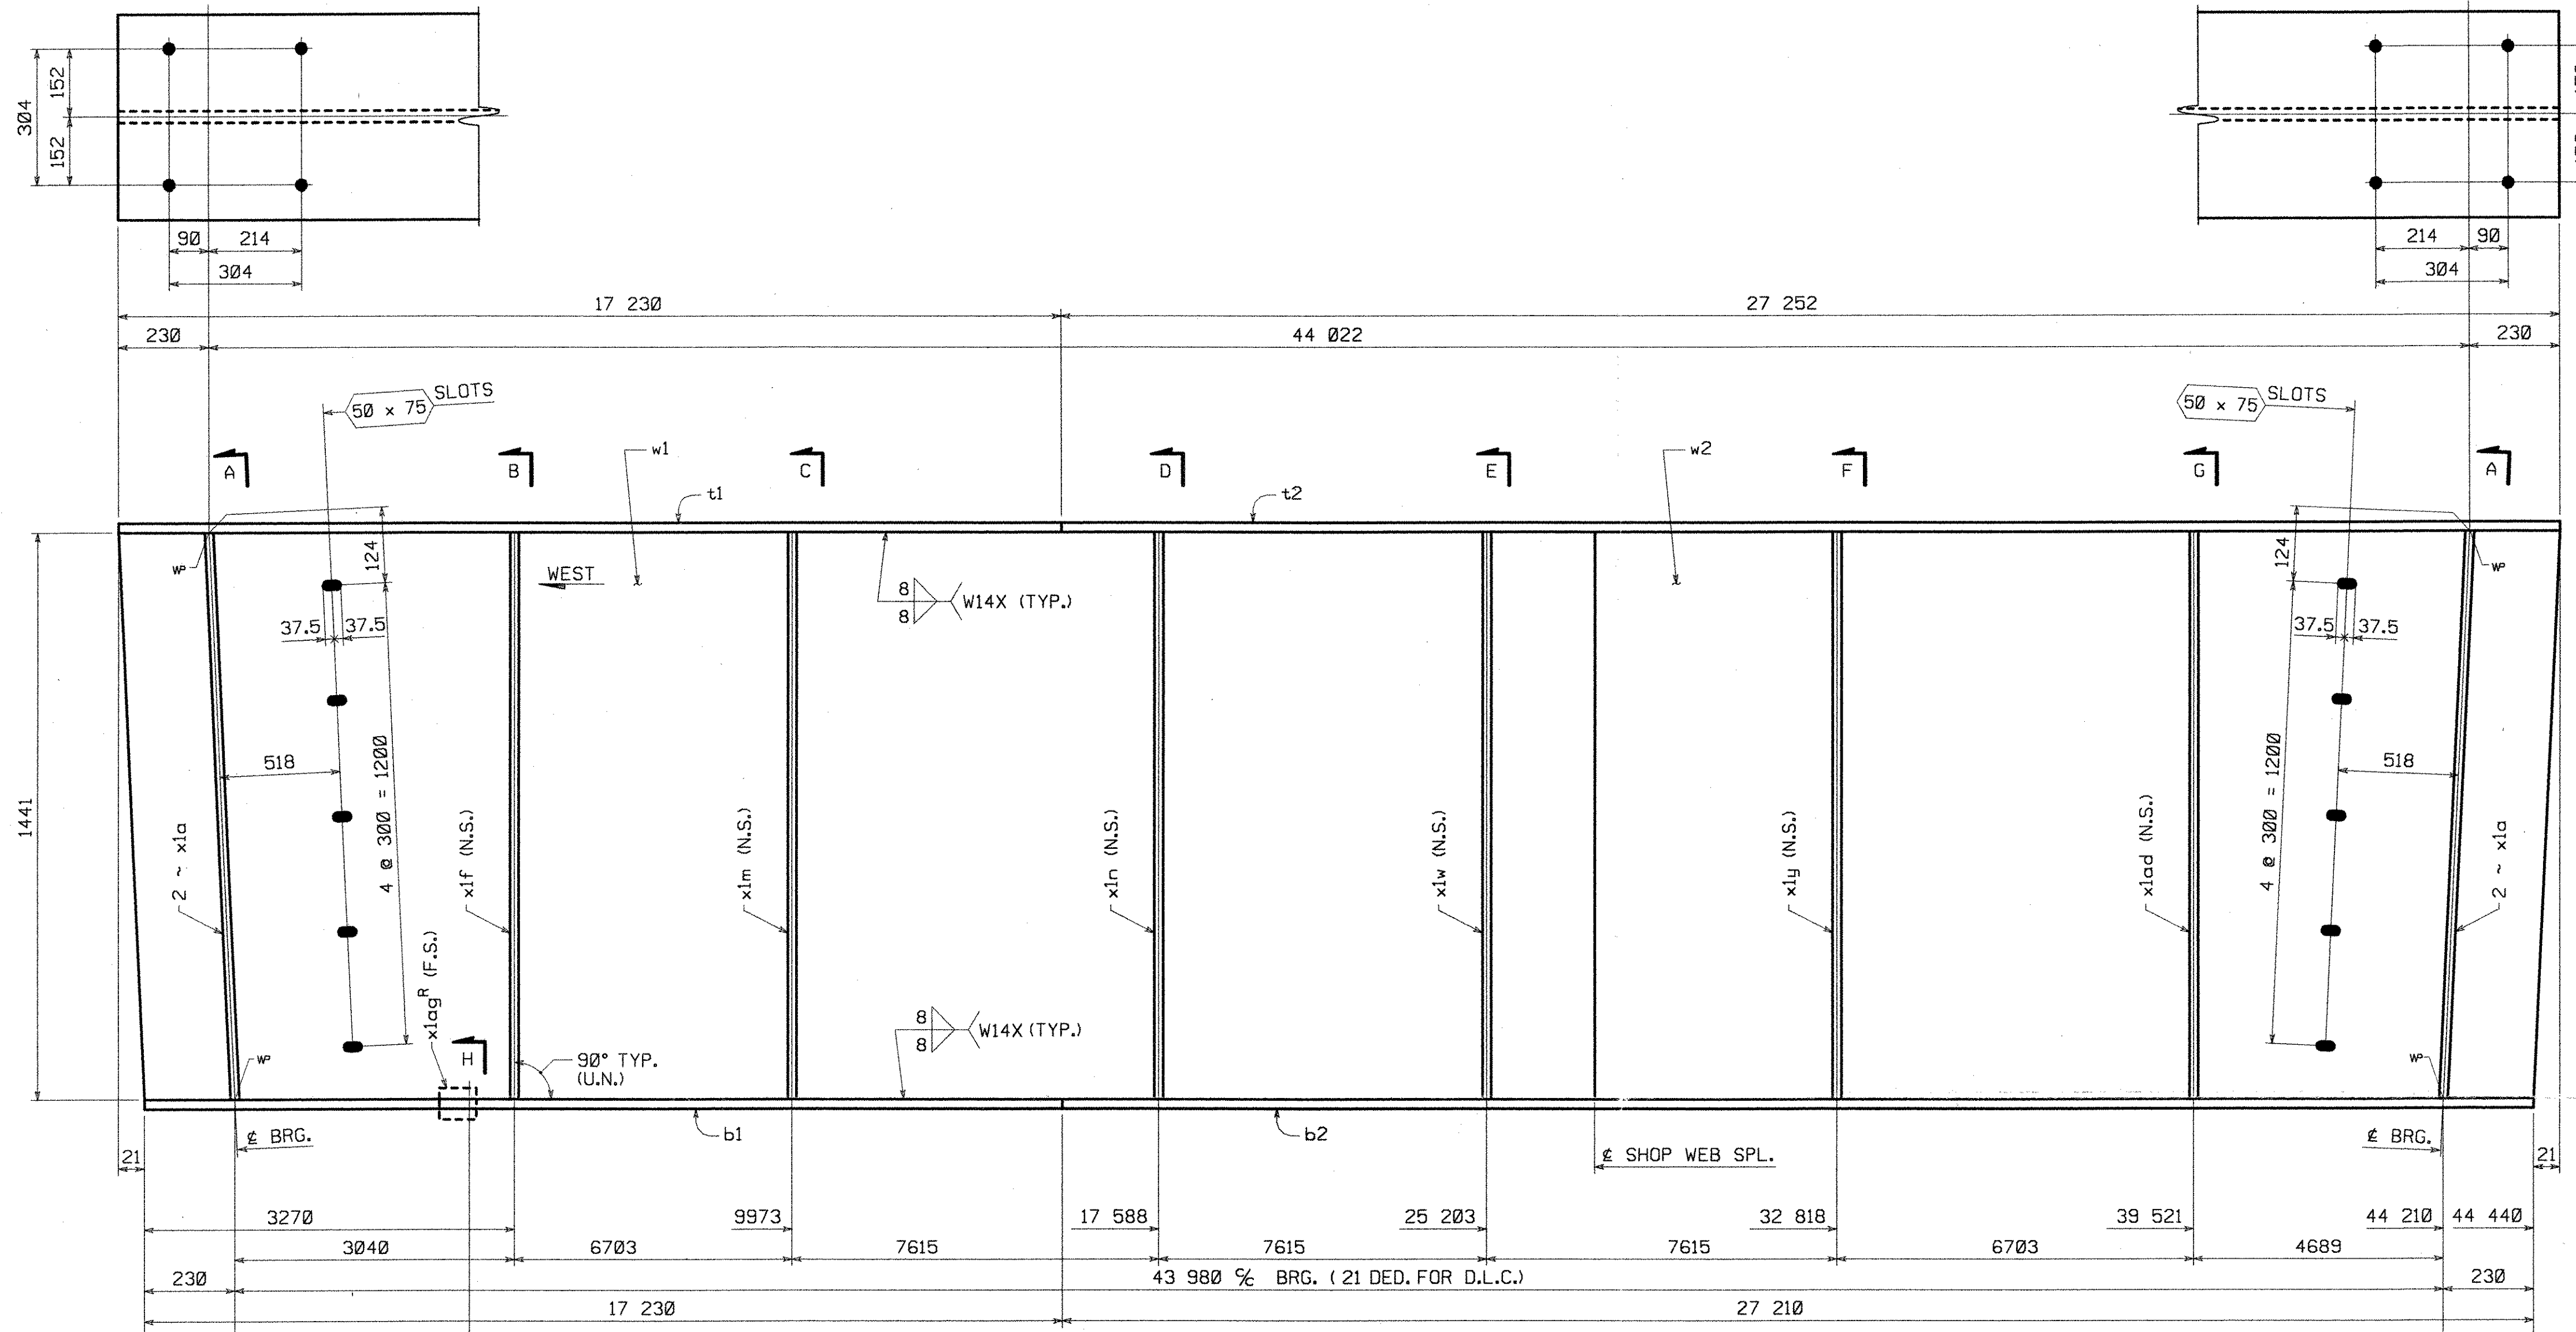 304
152
152
90
214
304
214
90
304
17 230
27 252
230
44 022
230
50 x 75
SLOTS
50 x 75
SLOTS
A
B
C
D
E
F
G
A
w1
w2
t1
t2
WP
124
WEST
8
8
W14X (TYP.)
124
WP
37.5
37.5
37.5
37.5
1441
518
518
2 ~ x1a
4 @ 300 = 1200
x1f (N.S.)
x1m (N.S.)
x1n (N.S.)
x1w (N.S.)
x1y (N.S.)
x1ad (N.S.)
4 @ 300 = 1200
2 ~ x1a
x1agR (F.S.)
H
WP
90° TYP.
(U.N.)
8
8
W14X (TYP.)
WP
℄ BRG.
b1
b2
℄ SHOP WEB SPL.
℄ BRG.
21
21
3270
9973
17 588
25 203
32 818
39 521
44 210
44 440
3040
6703
7615
7615
7615
6703
4689
230
43 980 C/C BRG. (21 DED. FOR D.L.C.)
230
17 230
27 210